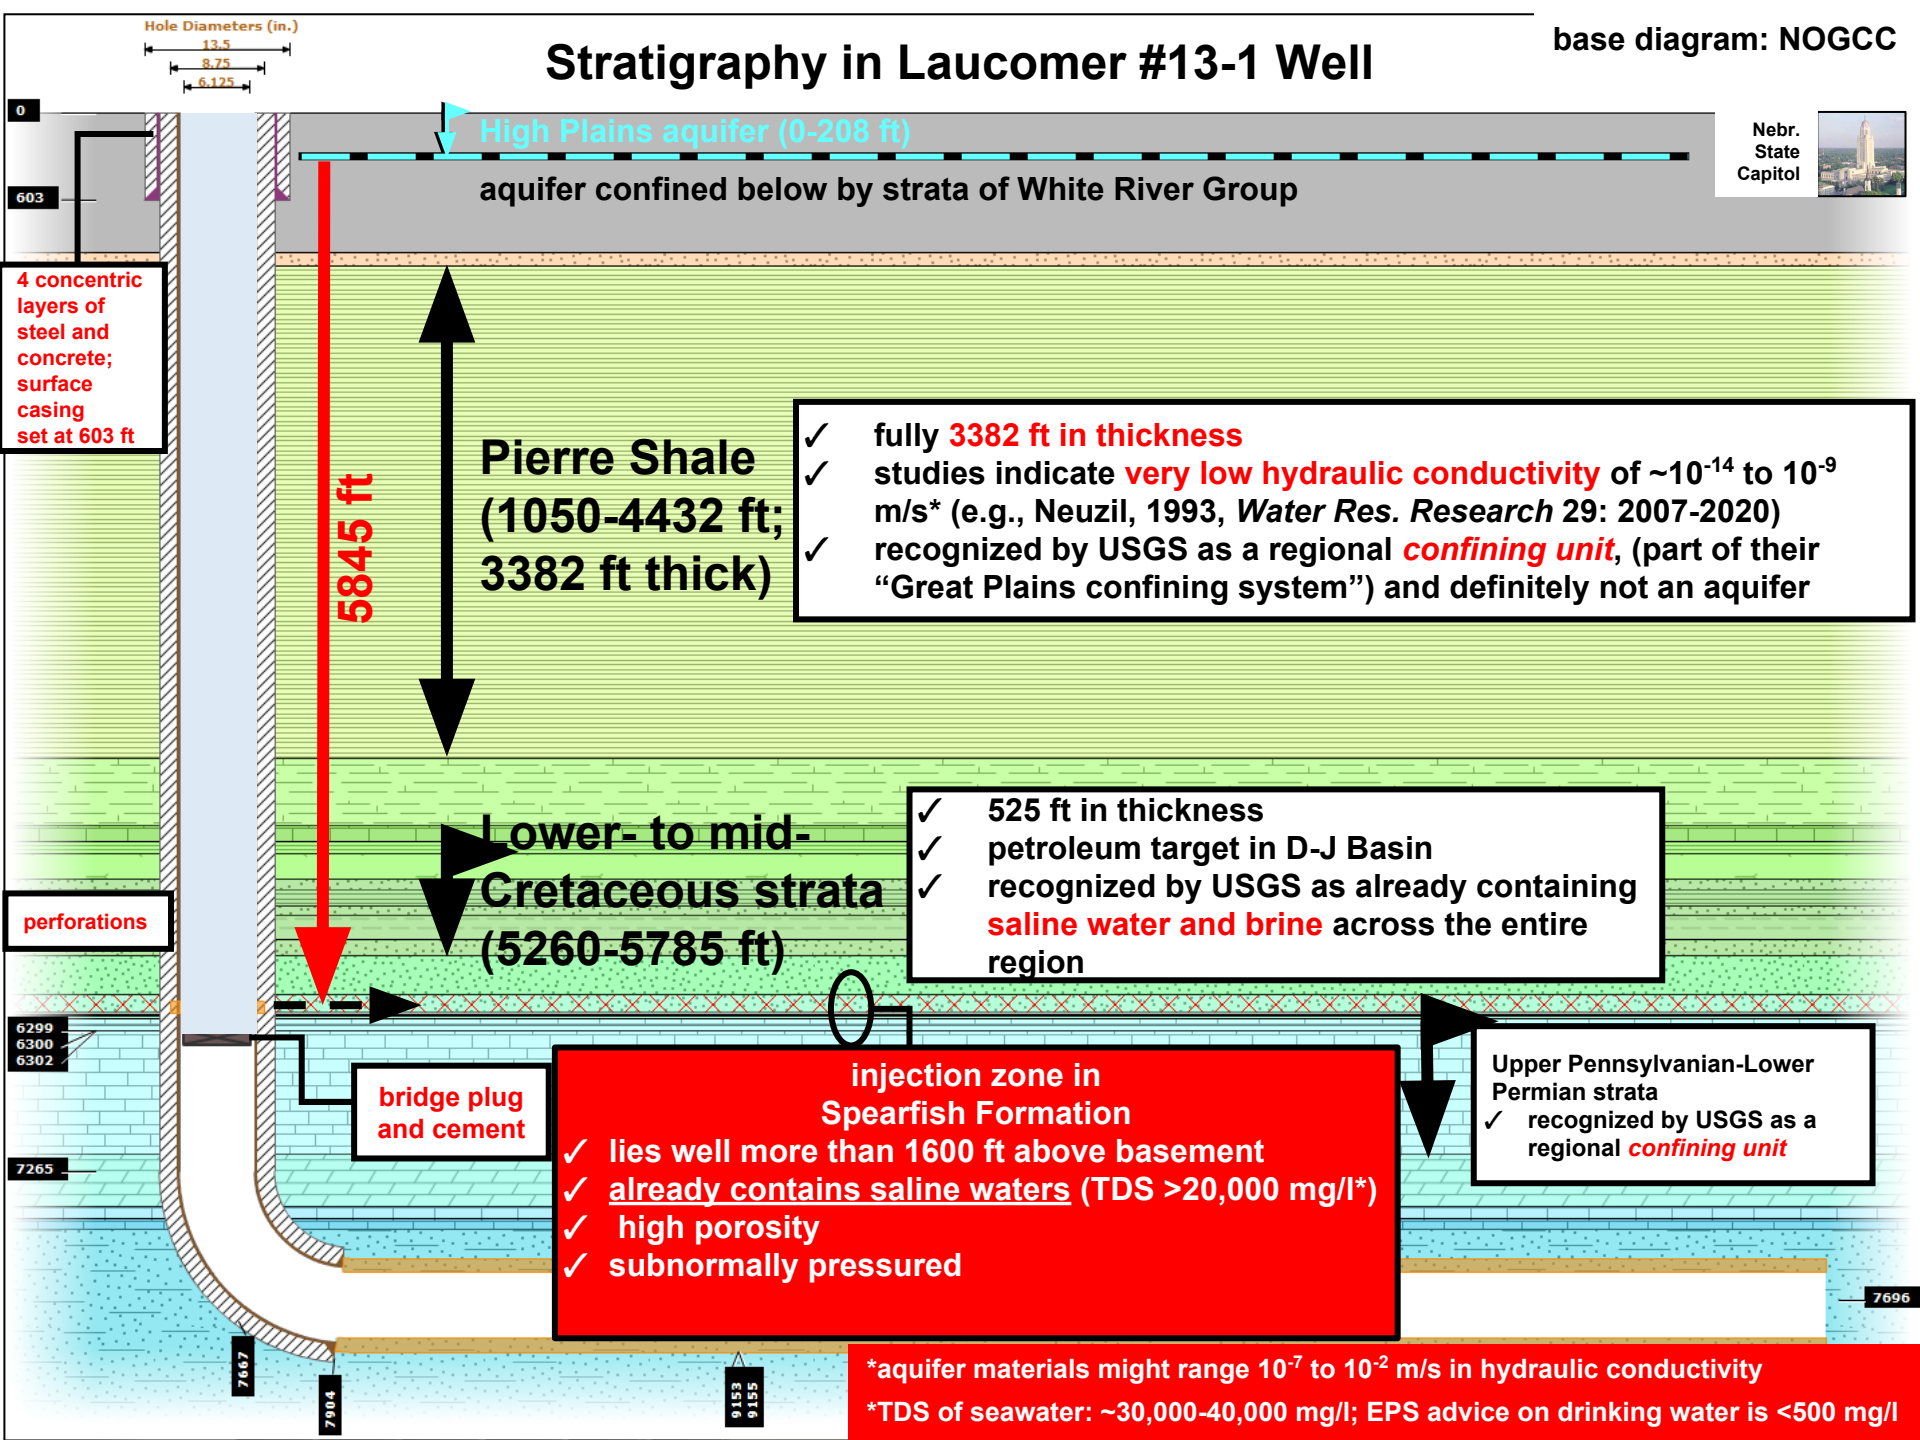 Hole Diameters (in.)
13.5
8.75
6.125
Stratigraphy in Laucomer #13-1 Well
base diagram: NOGCC
0
High Plains aquifer (0-208 ft)
Nebr.
State
Capitol
aquifer confined below by strata of White River Group
603
4 concentric
layers of
steel and
concrete;
surface
casing
set at 603 ft
5845 ft
Pierre Shale
(1050-4432 ft;
3382 ft thick)
✓ fully 3382 ft in thickness
✓ studies indicate very low hydraulic conductivity of ~10⁻¹⁴ to 10⁻⁹
m/s* (e.g., Neuzil, 1993, Water Res. Research 29: 2007-2020)
✓ recognized by USGS as a regional confining unit, (part of their
“Great Plains confining system”) and definitely not an aquifer
Lower- to mid-
Cretaceous strata
(5260-5785 ft)
✓ 525 ft in thickness
✓ petroleum target in D-J Basin
✓ recognized by USGS as already containing
saline water and brine across the entire
region
perforations
6299
6300
6302
bridge plug
and cement
injection zone in
Spearfish Formation
✓ lies well more than 1600 ft above basement
✓ already contains saline waters (TDS >20,000 mg/l*)
✓ high porosity
✓ subnormally pressured
Upper Pennsylvanian-Lower
Permian strata
✓ recognized by USGS as a
regional confining unit
7265
7696
7667
7904
9153
9155
*aquifer materials might range 10⁻⁷ to 10⁻² m/s in hydraulic conductivity
*TDS of seawater: ~30,000-40,000 mg/l; EPS advice on drinking water is <500 mg/l